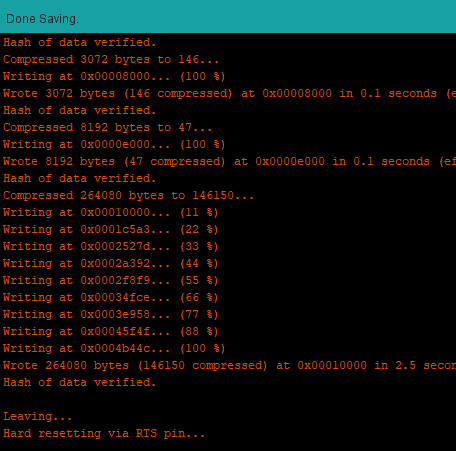 Done Saving.
Hash of data verified.
Compressed 3072 bytes to 146...
Writing at 0x00008000... (100 %)
Wrote 3072 bytes (146 compressed) at 0x00008000 in 0.1 seconds (e
Hash of data verified.
Compressed 8192 bytes to 47...
Writing at 0x0000e000... (100 %)
Wrote 8192 bytes (47 compressed) at 0x0000e000 in 0.1 seconds (ef
Hash of data verified.
Compressed 264080 bytes to 146150...
Writing at 0x00010000... (11 %)
Writing at 0x0001c5a3... (22 %)
Writing at 0x0002527d... (33 %)
Writing at 0x0002a392... (44 %)
Writing at 0x0002f8f9... (55 %)
Writing at 0x00034fce... (66 %)
Writing at 0x0003e958... (77 %)
Writing at 0x00045f4f... (88 %)
Writing at 0x0004b44c... (100 %)
Wrote 264080 bytes (146150 compressed) at 0x00010000 in 2.5 secon
Hash of data verified.
Leaving...
Hard resetting via RTS pin...